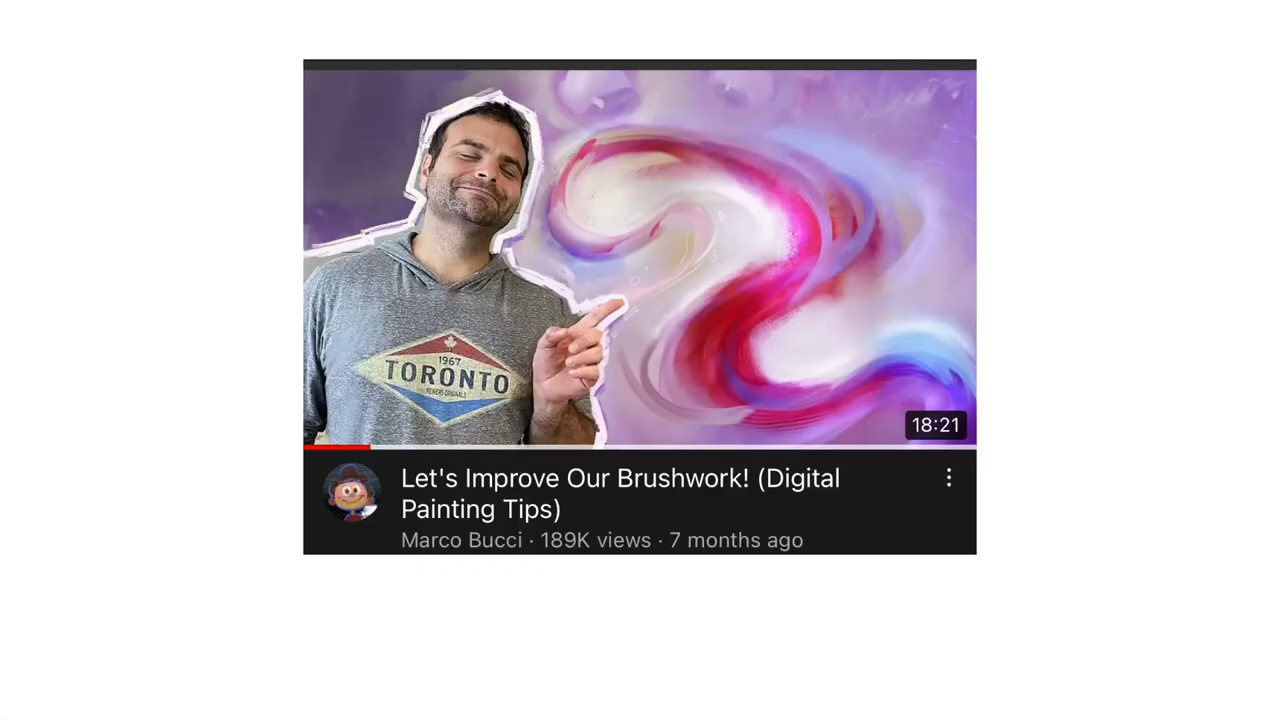 1967
TORONTO
18:21
Let's Improve Our Brushwork! (Digital
Painting Tips)
Marco Bucci · 189K views · 7 months ago